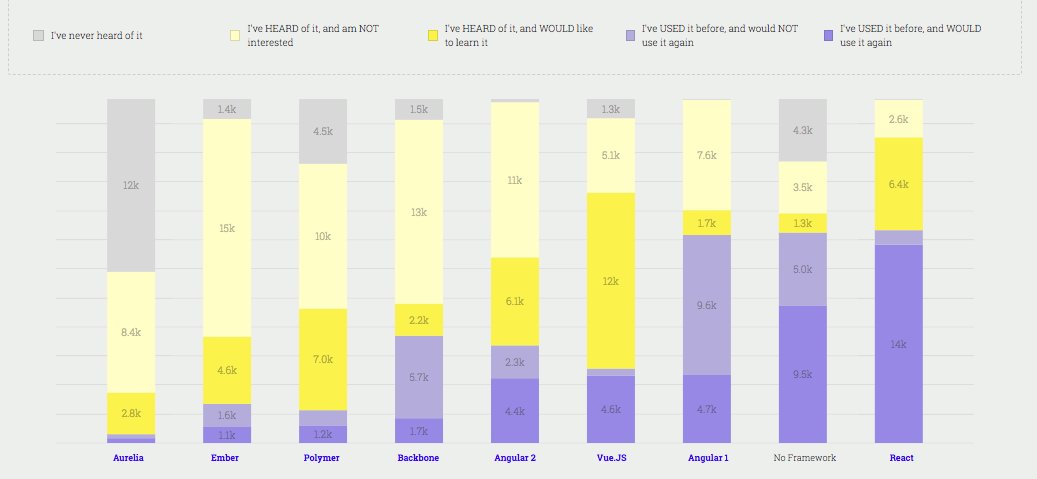 I've never heard of it
I've HEARD of it, and am NOT
interested
I've HEARD of it, and WOULD like
to learn it
I've USED it before, and would NOT
use it again
I've USED it before, and WOULD
use it again
12k
8.4k
2.8k
1.4k
15k
4.6k
1.6k
1.1k
4.5k
10k
7.0k
1.2k
1.5k
13k
2.2k
5.7k
1.7k
11k
6.1k
2.3k
4.4k
1.3k
5.1k
12k
4.6k
7.6k
1.7k
9.6k
4.7k
4.3k
3.5k
1.3k
5.0k
9.5k
2.6k
6.4k
14k
Aurelia
Ember
Polymer
Backbone
Angular 2
Vue.JS
Angular 1
No Framework
React